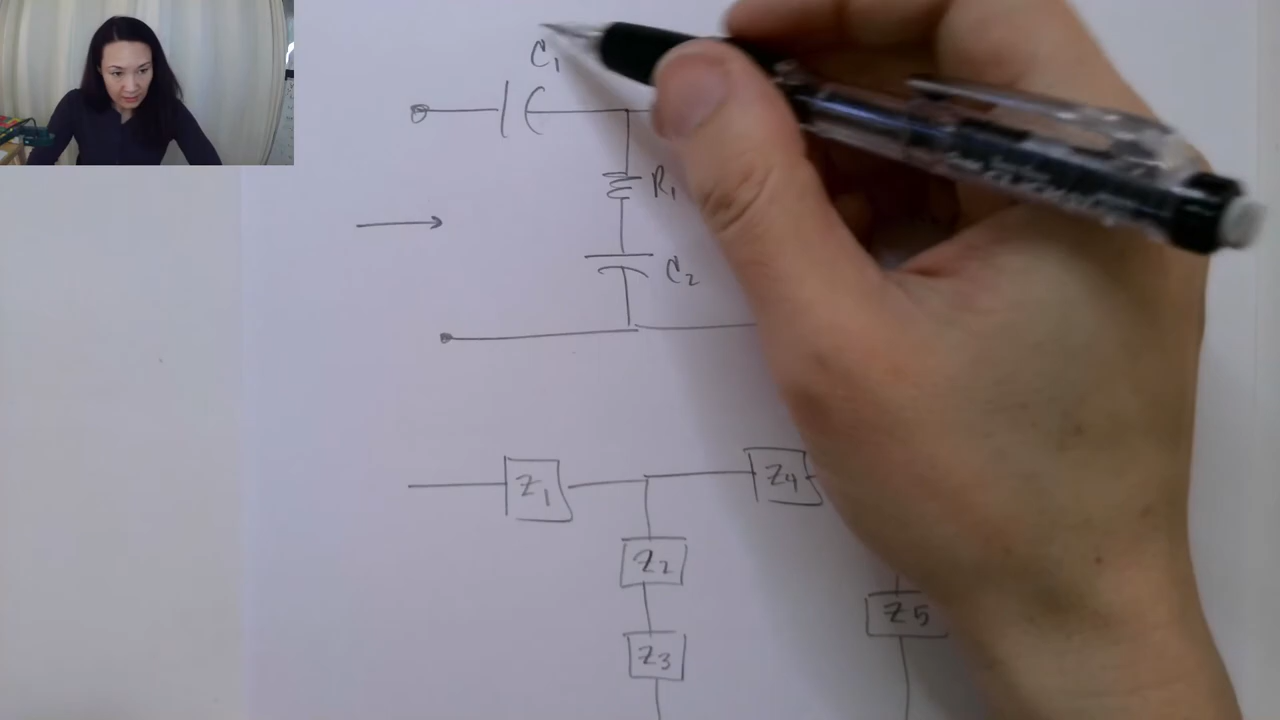 C₁
R₁
C₂
Z₁
Z₄
Z₂
Z₅
Z₃